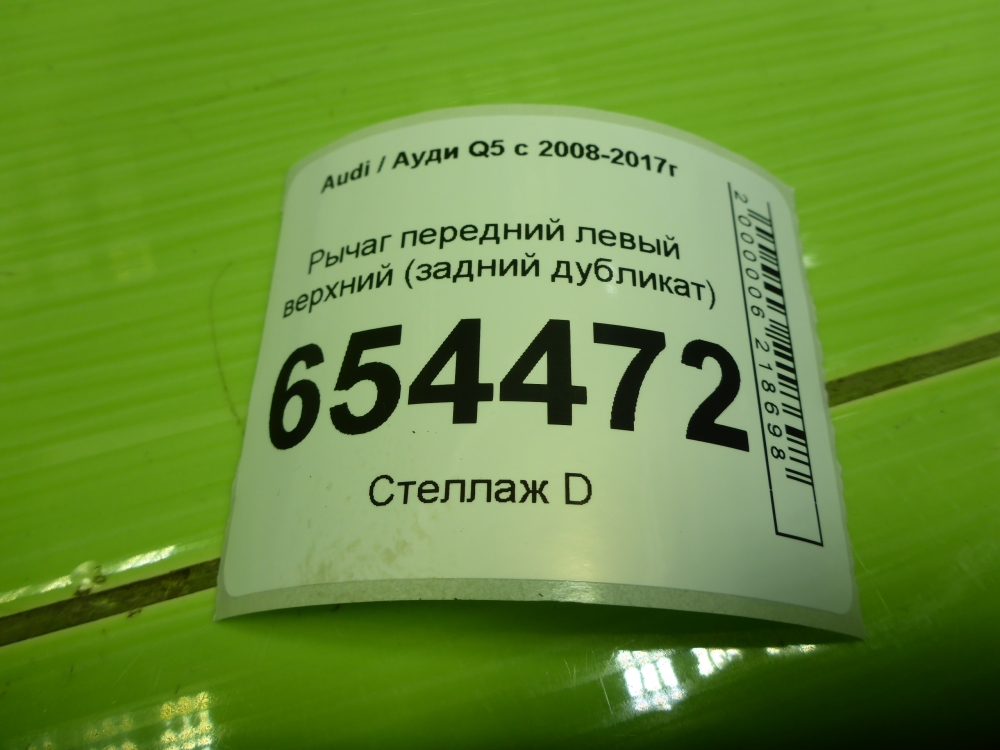 Audi / Ауди Q5 с 2008-2017г
Рычаг передний левый
верхний (задний дубликат)
654472
Стеллаж D
2000006218698